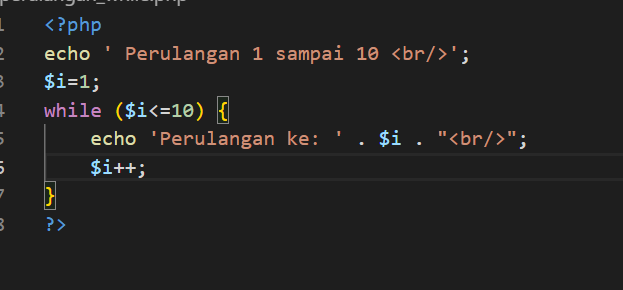 perulangan_while.php
1 <?php
2 echo ' Perulangan 1 sampai 10 <br/>';
3 $i=1;
4 while ($i<=10) {
5     echo 'Perulangan ke: ' . $i . "<br/>";
6     $i++;
7 }
8 ?>